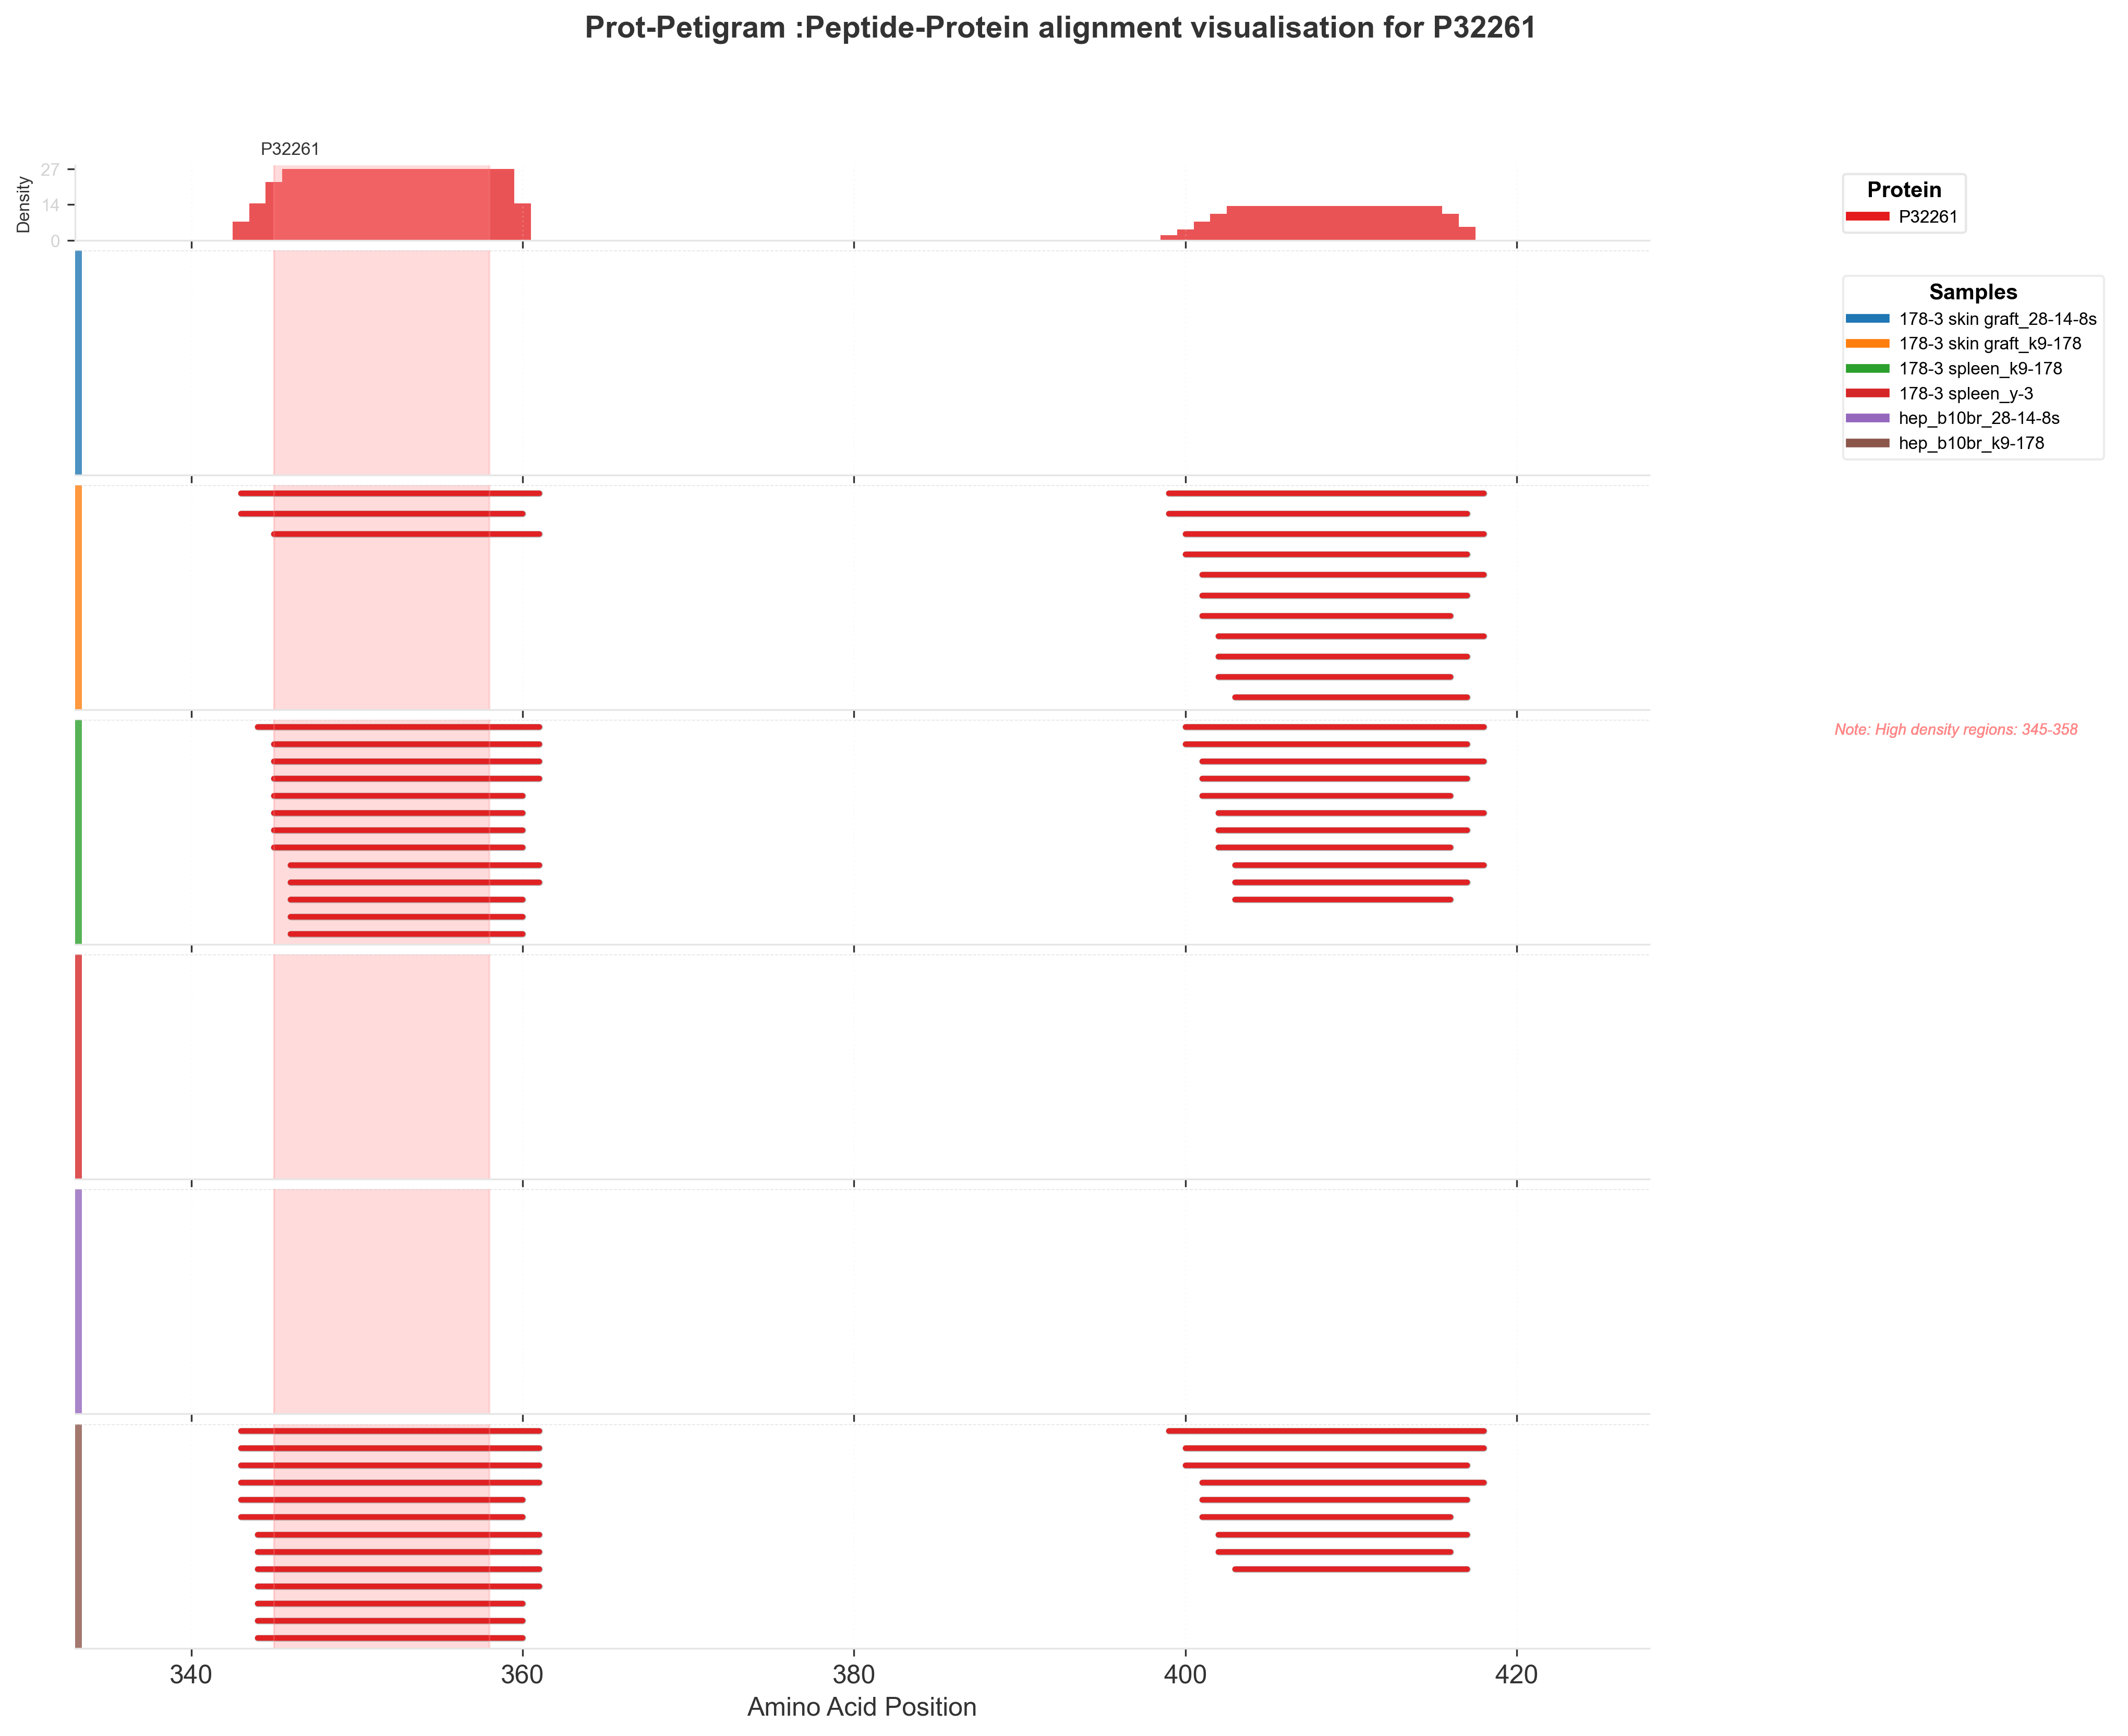 Prot-Petigram :Peptide-Protein alignment visualisation for P32261
P32261
27
14
0
Density
Protein
P32261
Samples
178-3 skin graft_28-14-8s
178-3 skin graft_k9-178
178-3 spleen_k9-178
178-3 spleen_y-3
hep_b10br_28-14-8s
hep_b10br_k9-178
Note: High density regions: 345-358
340 360 380 400 420
Amino Acid Position